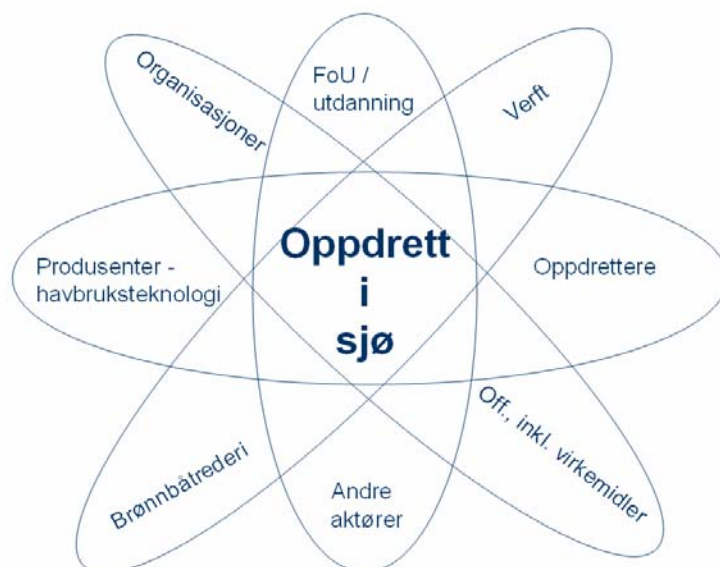 Organisasjoner
FoU /
utdanning
Verft
Produsenter -
havbruksteknologi
Oppdrett
i
sjø
Oppdrettere
Brønnbåtrederi
Andre
aktører
Off., inkl. virkemidler